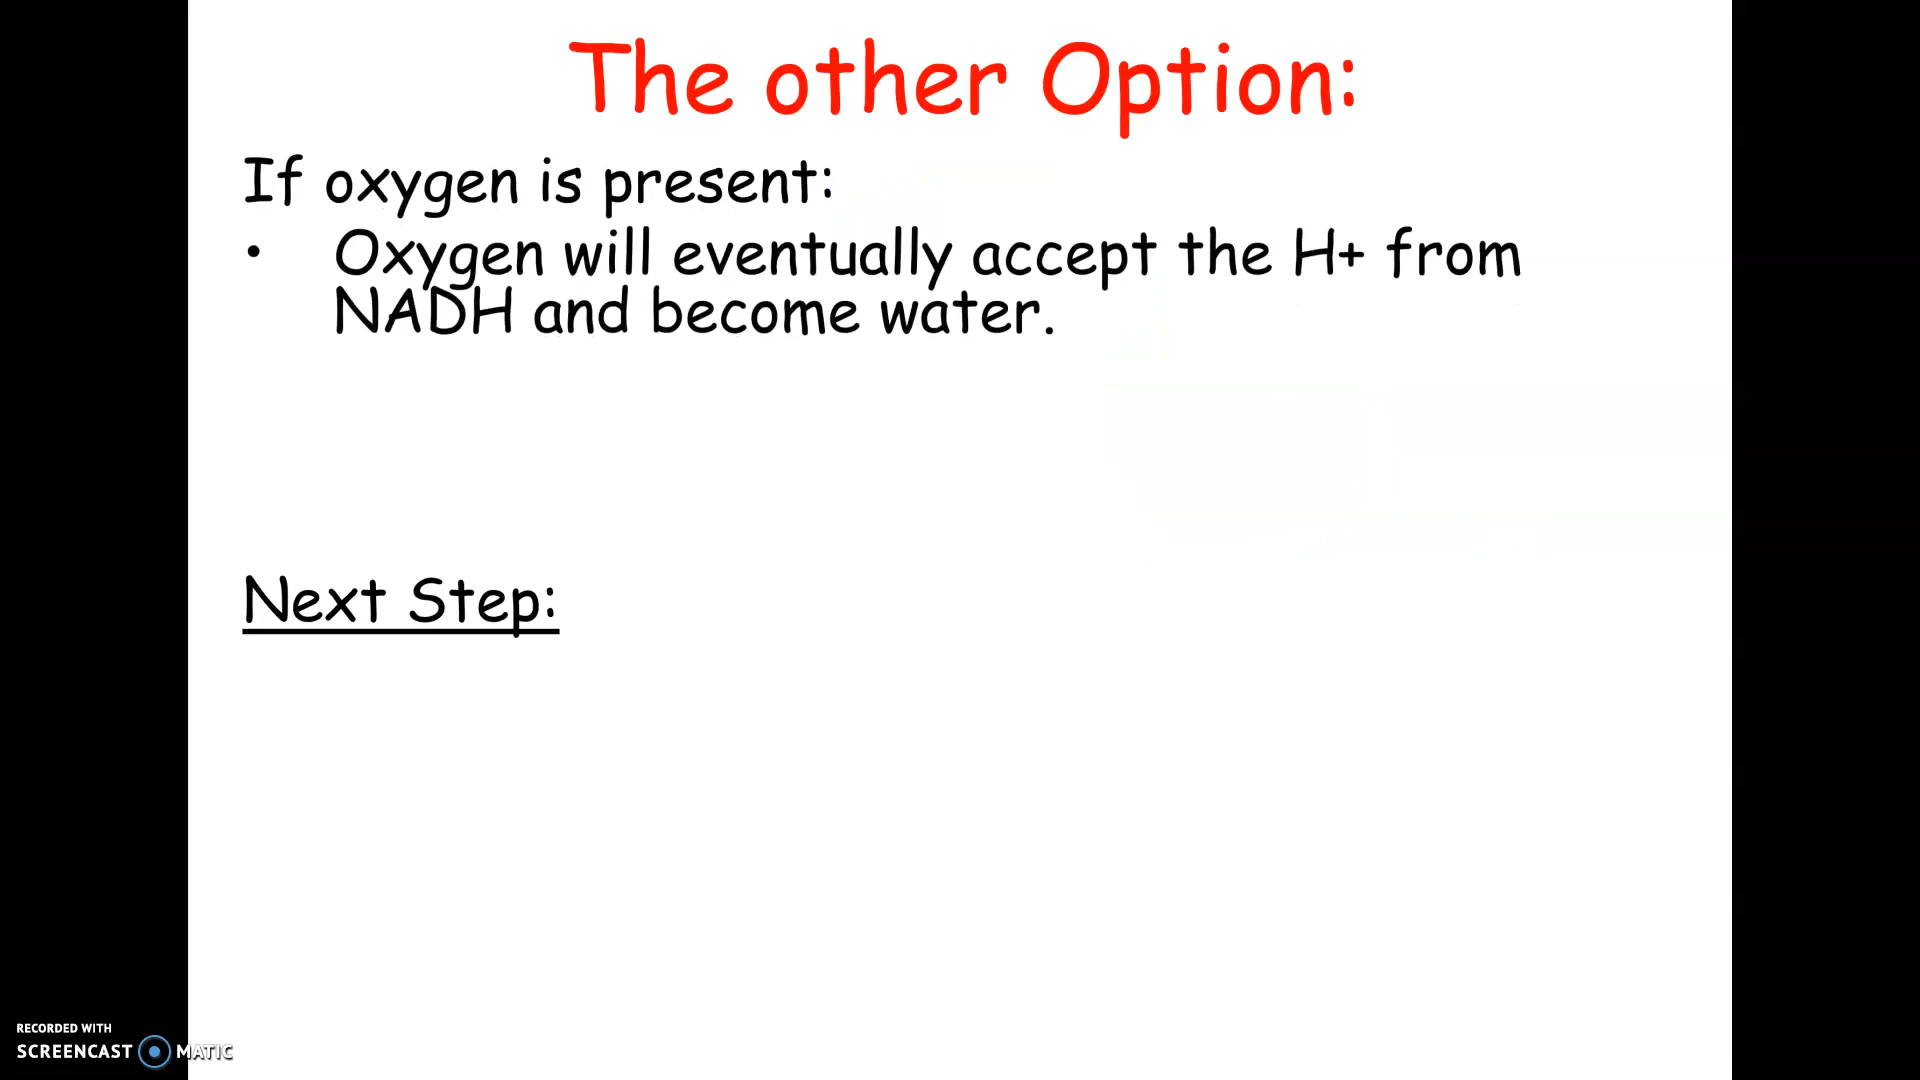 The other Option:
If oxygen is present:
• Oxygen will eventually accept the H+ from
NADH and become water.
Next Step:
RECORDED WITH
SCREENCAST MATIC